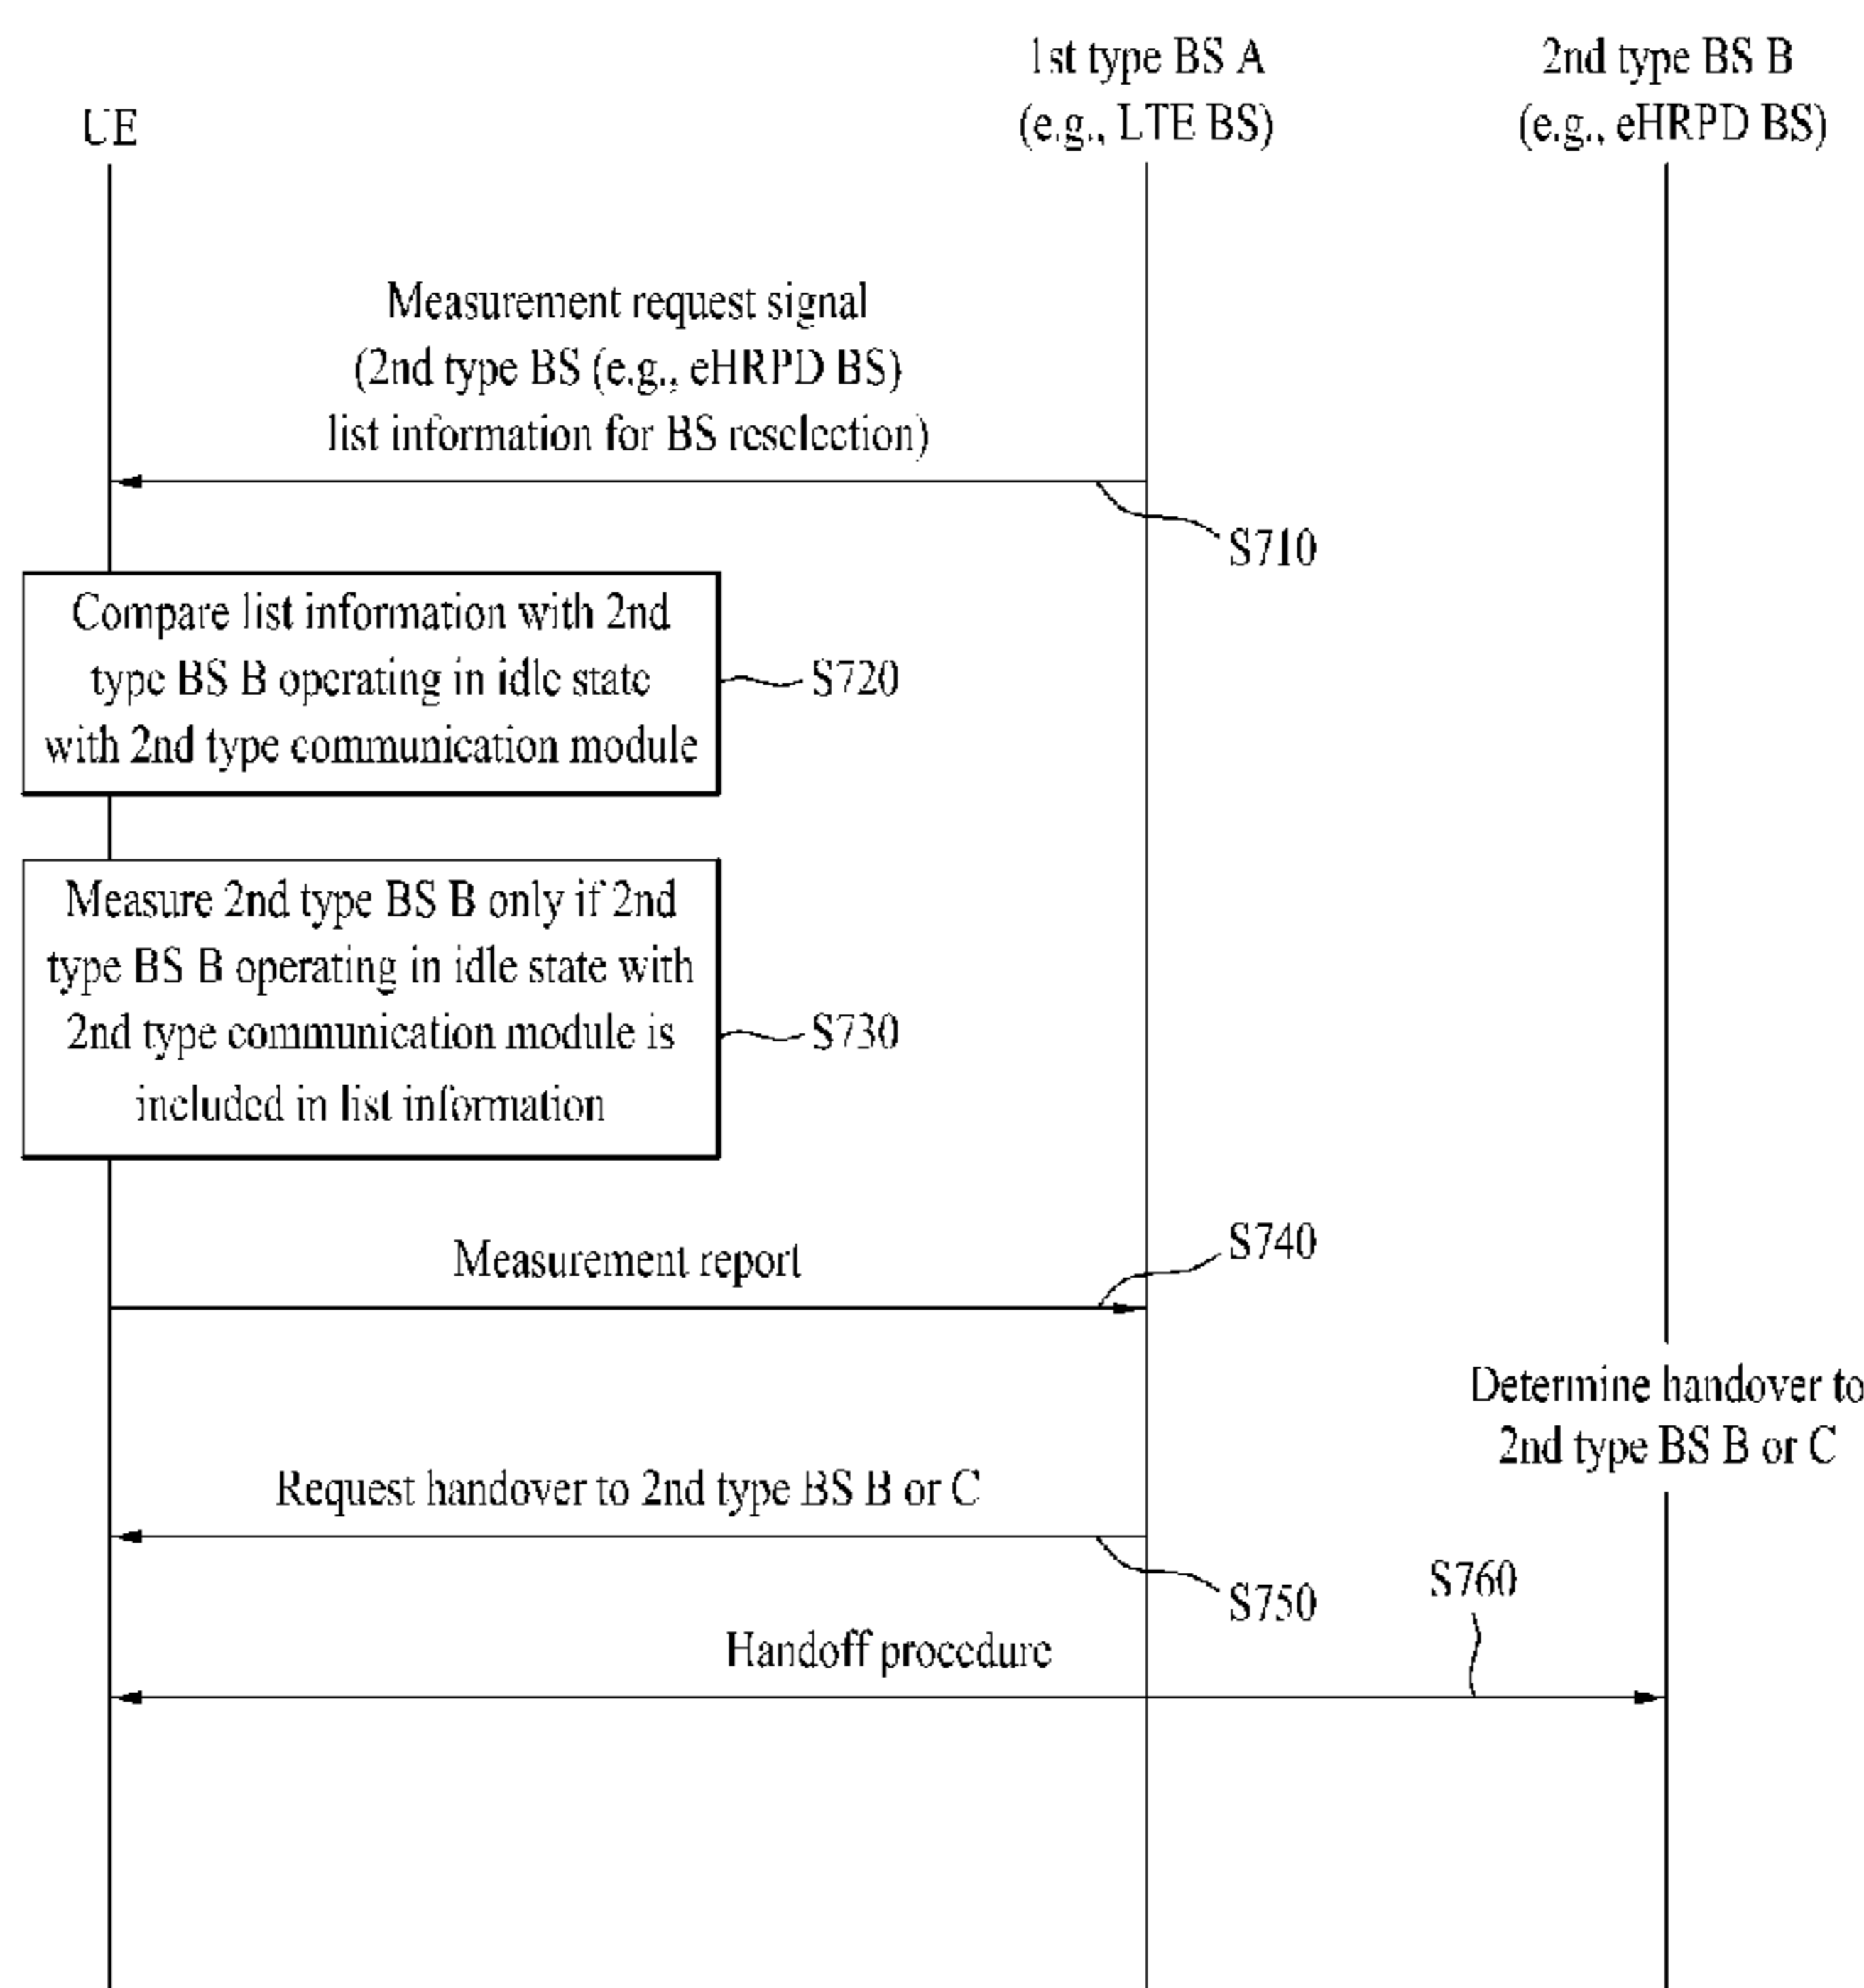 UE
1st type BS A
(e.g., LTE BS)
2nd type BS B
(e.g., eHRPD BS)
Measurement request signal
(2nd type BS (e.g., eHRPD BS)
list information for BS reselection)
S710
Compare list information with 2nd
type BS B operating in idle state
with 2nd type communication module
S720
Measure 2nd type BS B only if 2nd
type BS B operating in idle state with
2nd type communication module is
included in list information
S730
Measurement report
S740
Determine handover to
2nd type BS B or C
Request handover to 2nd type BS B or C
S750
S760
Handoff procedure